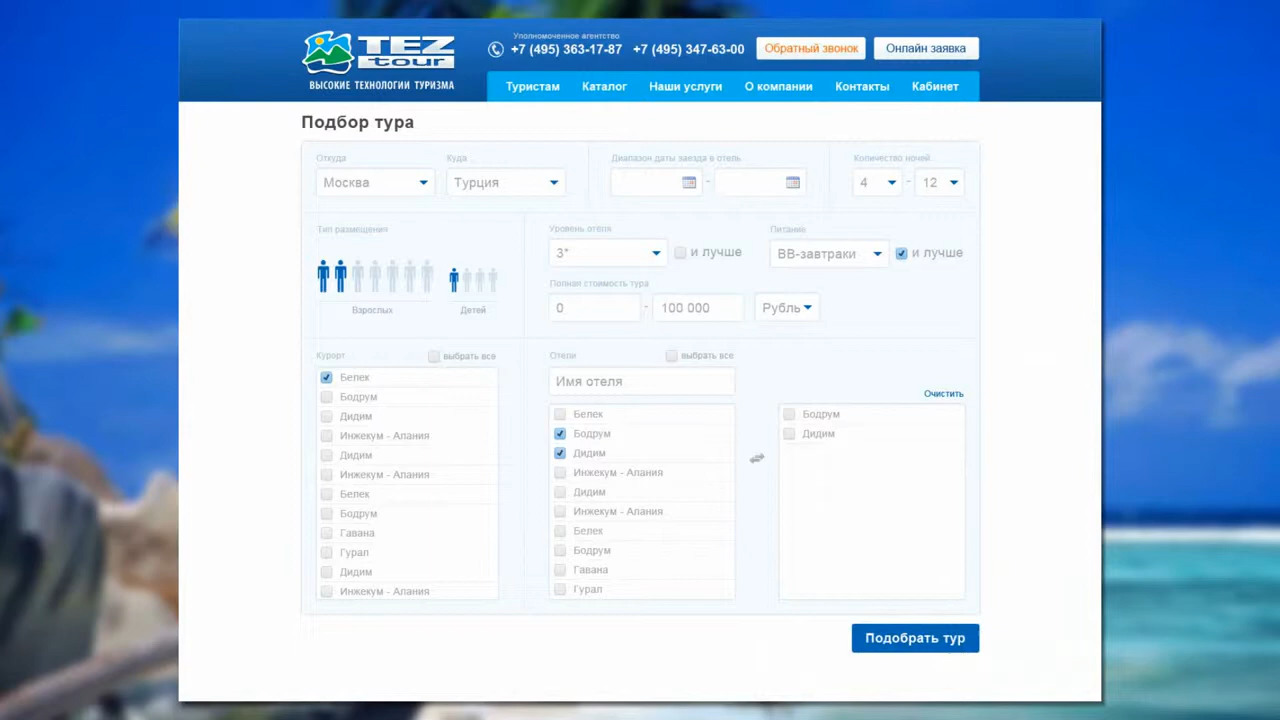 TEZ
tour
ВЫСОКИЕ ТЕХНОЛОГИИ ТУРИЗМА
Уполномоченное агентство
+7 (495) 363-17-87 +7 (495) 347-63-00
Обратный звонок
Онлайн заявка
Туристам Каталог Наши услуги О компании Контакты Кабинет
Подбор тура
Откуда Куда Диапазон даты заезда в отель Количество ночей
Москва Турция - 4 - 12
Тип размещения Уровень отеля Питание
3* и лучше ВВ-завтраки и лучше
Полная стоимость тура
0 - 100 000 Рубль
Взрослых Детей
Курорт выбрать все Отели выбрать все
Имя отеля
Очистить
Белек
Бодрум
Дидим
Инжекум - Алания
Дидим
Инжекум - Алания
Белек
Бодрум
Гавана
Гурал
Дидим
Инжекум - Алания
Белек
Бодрум
Дидим
Инжекум - Алания
Дидим
Инжекум - Алания
Белек
Бодрум
Гавана
Гурал
Бодрум
Дидим
Подобрать тур